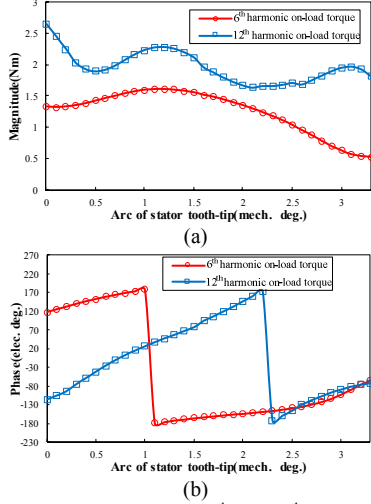 3
2.5
2
1.5
1
0.5
0
Magnitude(Nm)
6th harmonic on-load torque
12th harmonic on-load torque
0 0.5 1 1.5 2 2.5 3
Arc of stator tooth-tip(mech. deg.)
(a)
270
220
170
120
70
20
-30
-80
-130
-180
-230
Phase(elec. deg.)
6th harmonic on-load torque
12th harmonic on-load torque
0 0.5 1 1.5 2 2.5 3
Arc of stator tooth-tip(mech. deg.)
(b)